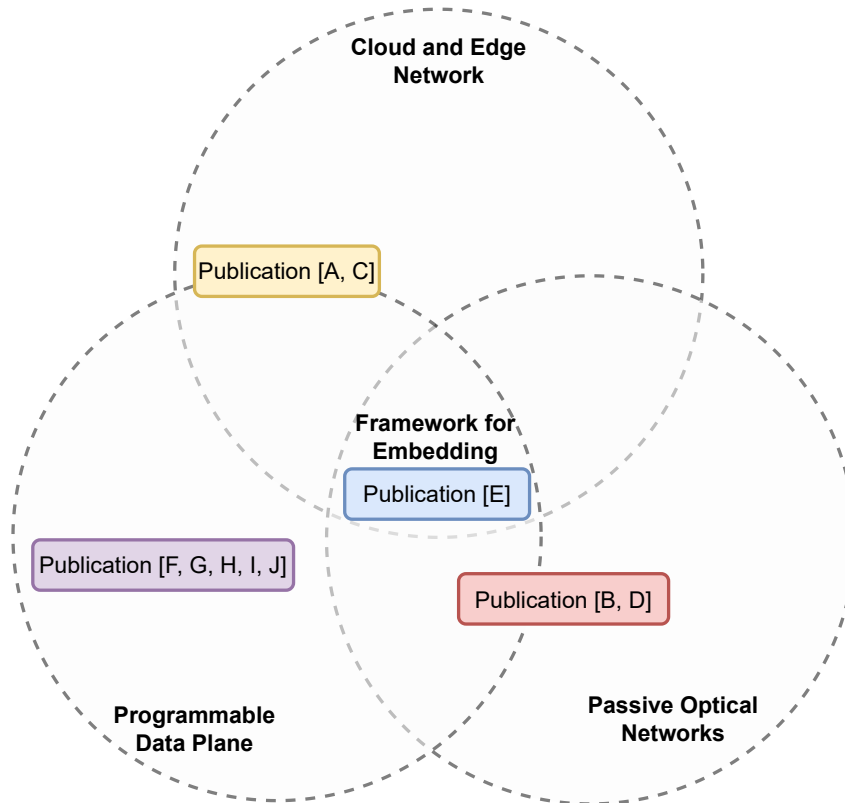 Cloud and Edge
Network
Publication [A, C]
Framework for
Embedding
Publication [E]
Publication [F, G, H, I, J]
Publication [B, D]
Programmable
Data Plane
Passive Optical
Networks